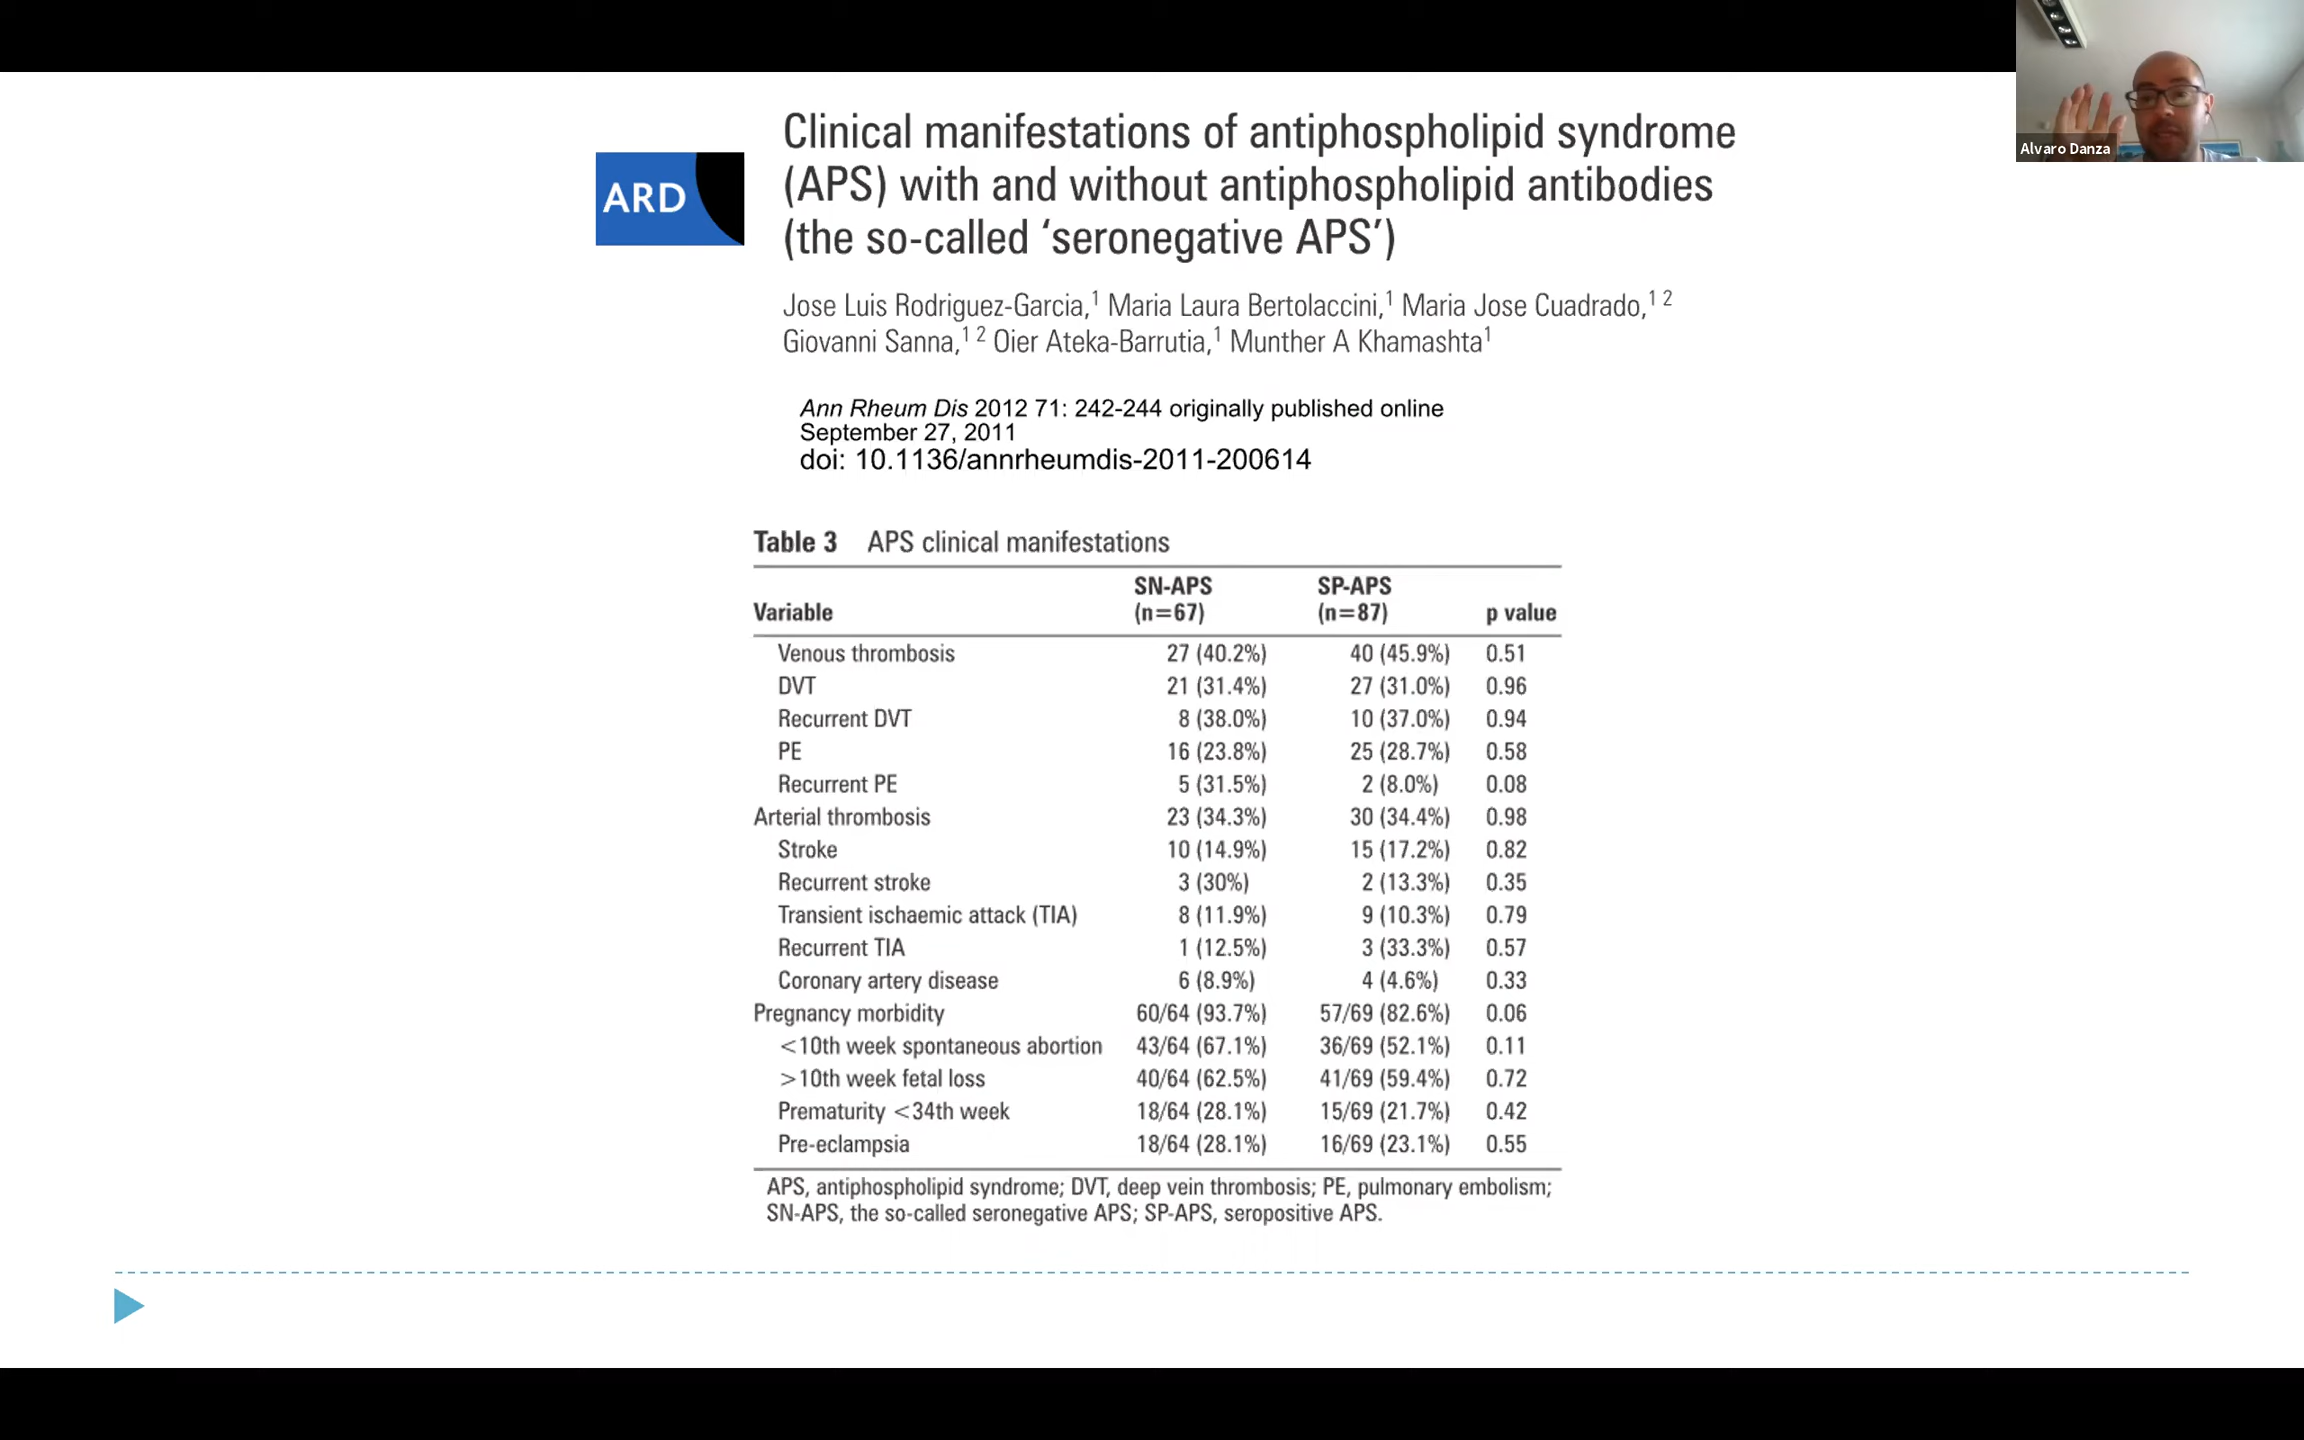 Alvaro Danza
ARD
Clinical manifestations of antiphospholipid syndrome
(APS) with and without antiphospholipid antibodies
(the so-called ‘seronegative APS’)
Jose Luis Rodriguez-Garcia,1 Maria Laura Bertolaccini,1 Maria Jose Cuadrado,1 2
Giovanni Sanna,1 2 Oier Ateka-Barrutia,1 Munther A Khamashta1
Ann Rheum Dis 2012 71: 242-244 originally published online
September 27, 2011
doi: 10.1136/annrheumdis-2011-200614
Table 3 APS clinical manifestations
Variable SN-APS (n=67) SP-APS (n=87) p value
Venous thrombosis 27 (40.2%) 40 (45.9%) 0.51
DVT 21 (31.4%) 27 (31.0%) 0.96
Recurrent DVT 8 (38.0%) 10 (37.0%) 0.94
PE 16 (23.8%) 25 (28.7%) 0.58
Recurrent PE 5 (31.5%) 2 (8.0%) 0.08
Arterial thrombosis 23 (34.3%) 30 (34.4%) 0.98
Stroke 10 (14.9%) 15 (17.2%) 0.82
Recurrent stroke 3 (30%) 2 (13.3%) 0.35
Transient ischaemic attack (TIA) 8 (11.9%) 9 (10.3%) 0.79
Recurrent TIA 1 (12.5%) 3 (33.3%) 0.57
Coronary artery disease 6 (8.9%) 4 (4.6%) 0.33
Pregnancy morbidity 60/64 (93.7%) 57/69 (82.6%) 0.06
<10th week spontaneous abortion 43/64 (67.1%) 36/69 (52.1%) 0.11
>10th week fetal loss 40/64 (62.5%) 41/69 (59.4%) 0.72
Prematurity <34th week 18/64 (28.1%) 15/69 (21.7%) 0.42
Pre-eclampsia 18/64 (28.1%) 16/69 (23.1%) 0.55
APS, antiphospholipid syndrome; DVT, deep vein thrombosis; PE, pulmonary embolism;
SN-APS, the so-called seronegative APS; SP-APS, seropositive APS.